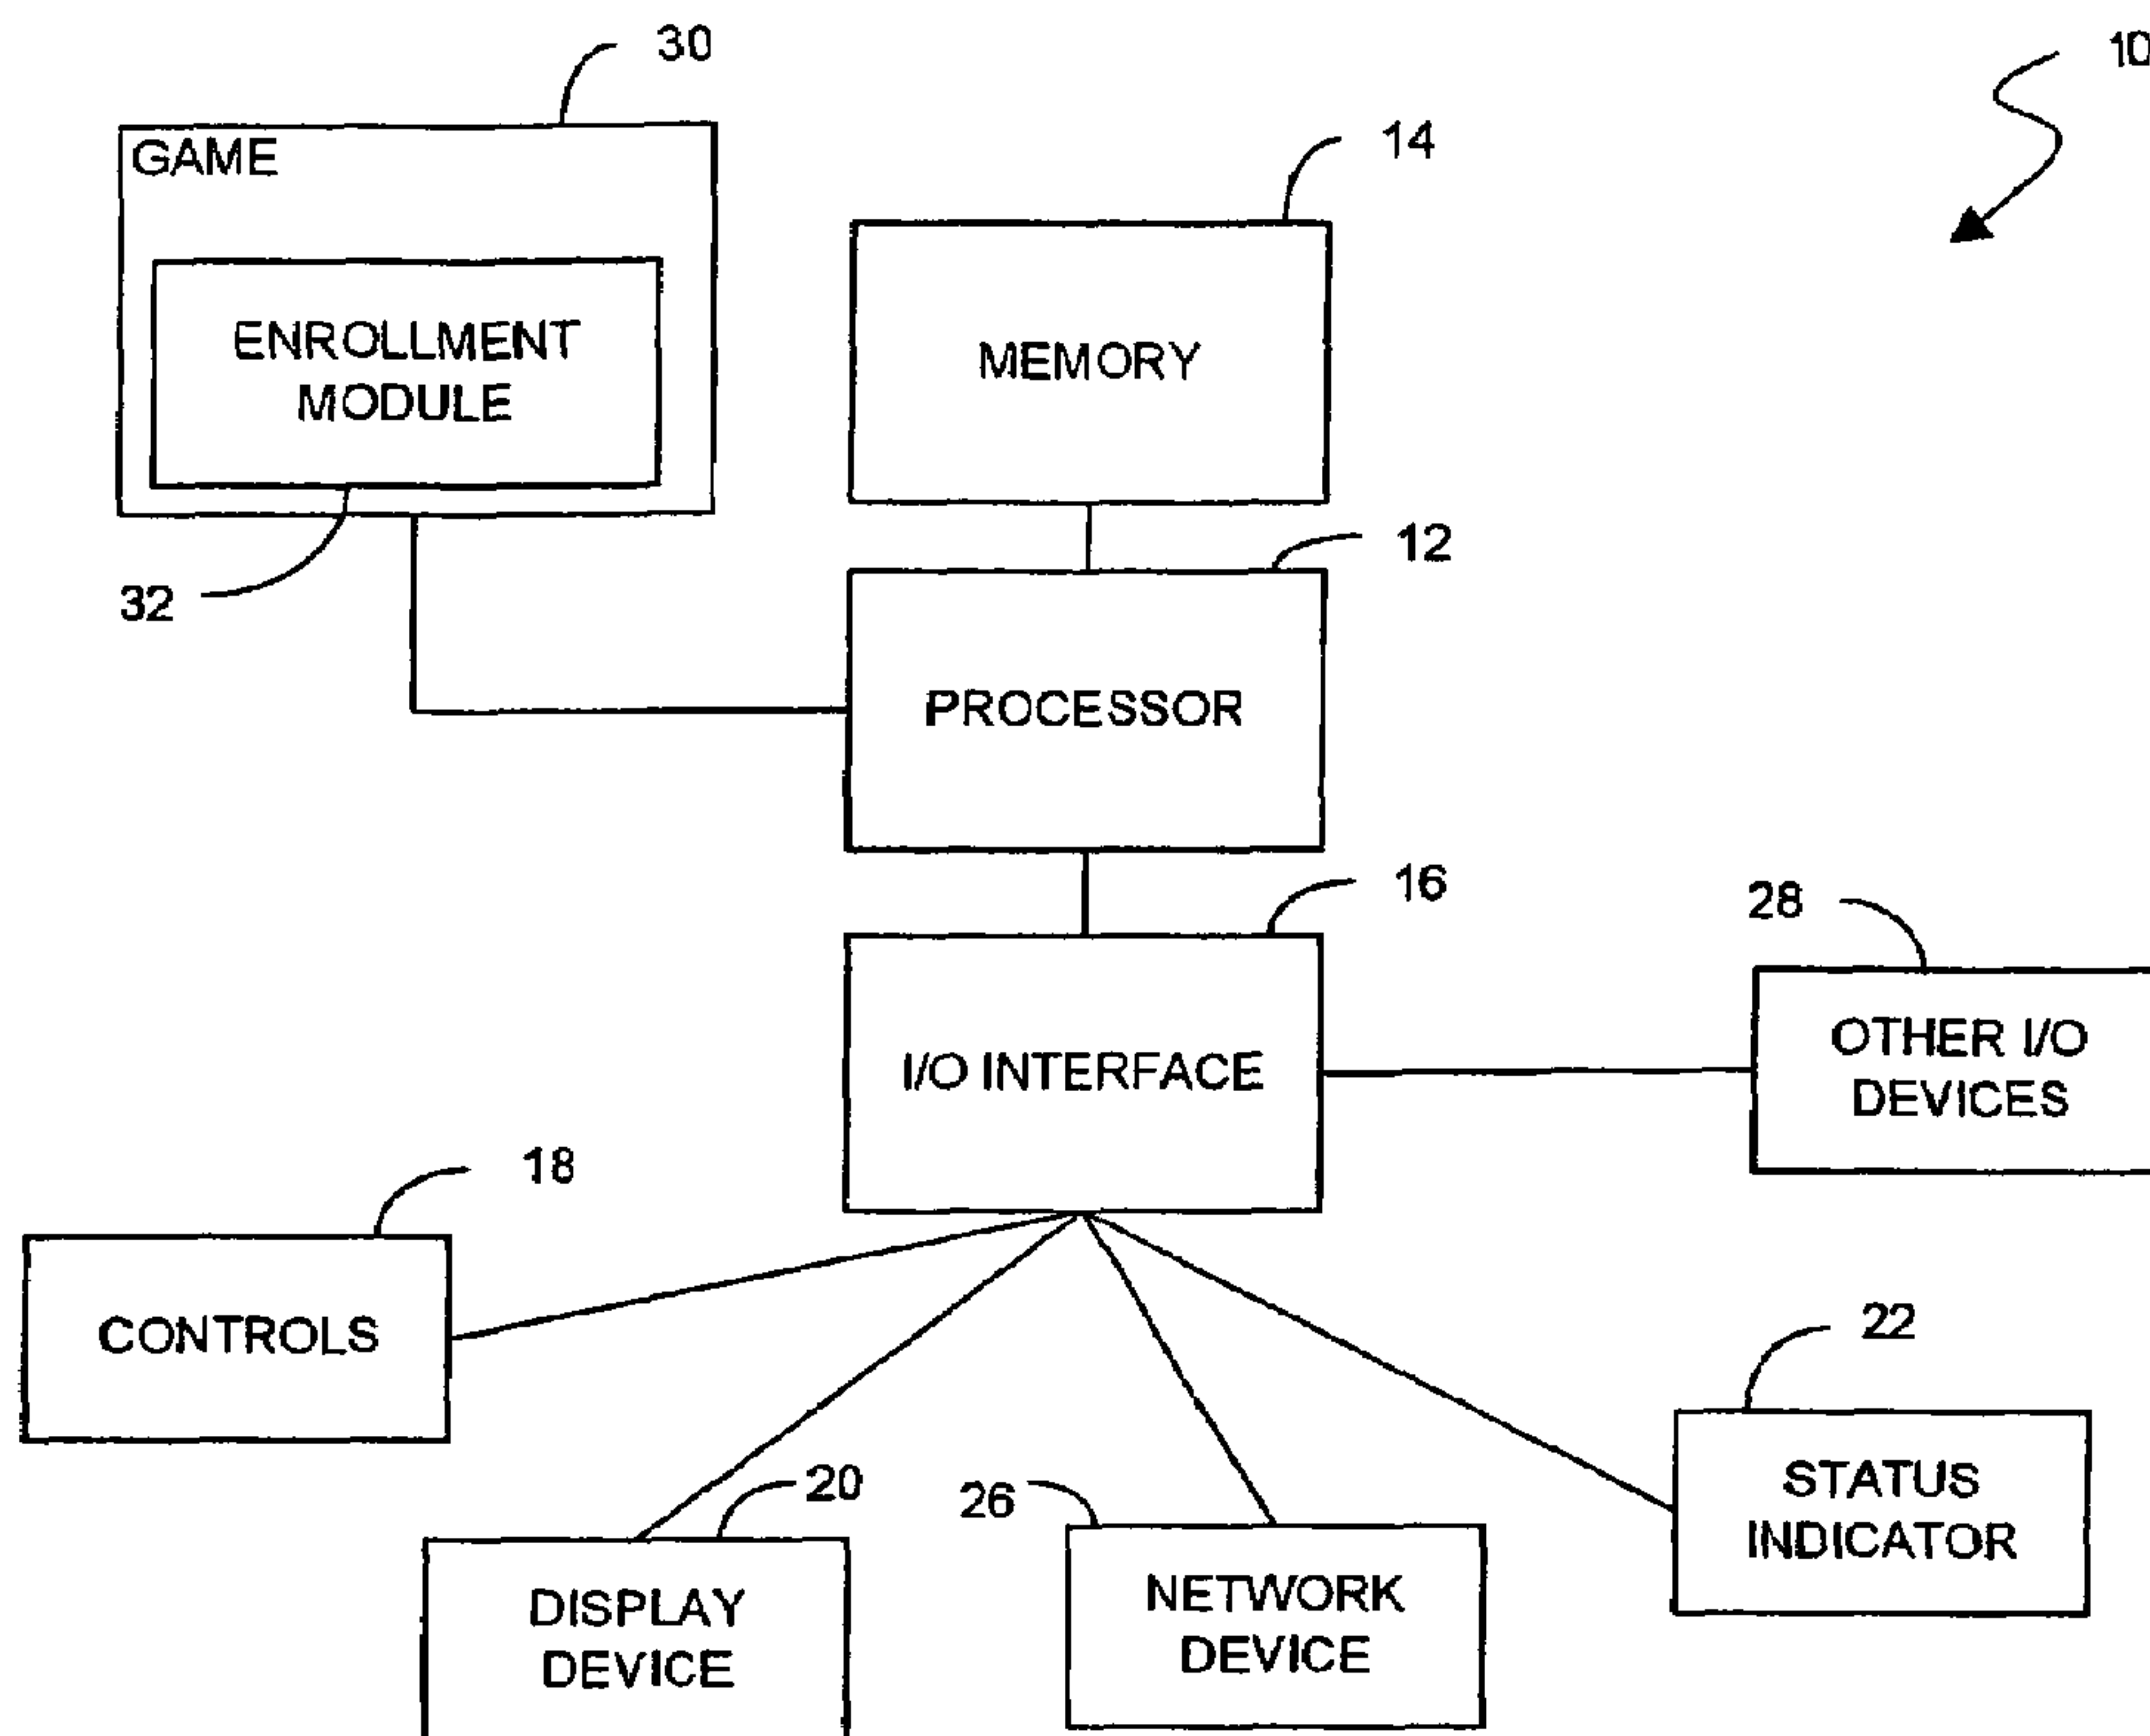 30
10
GAME
14
ENROLLMENT
MODULE
MEMORY
12
32
PROCESSOR
16
28
I/O INTERFACE
OTHER I/O
DEVICES
18
CONTROLS
22
20
26
STATUS
INDICATOR
DISPLAY
DEVICE
NETWORK
DEVICE